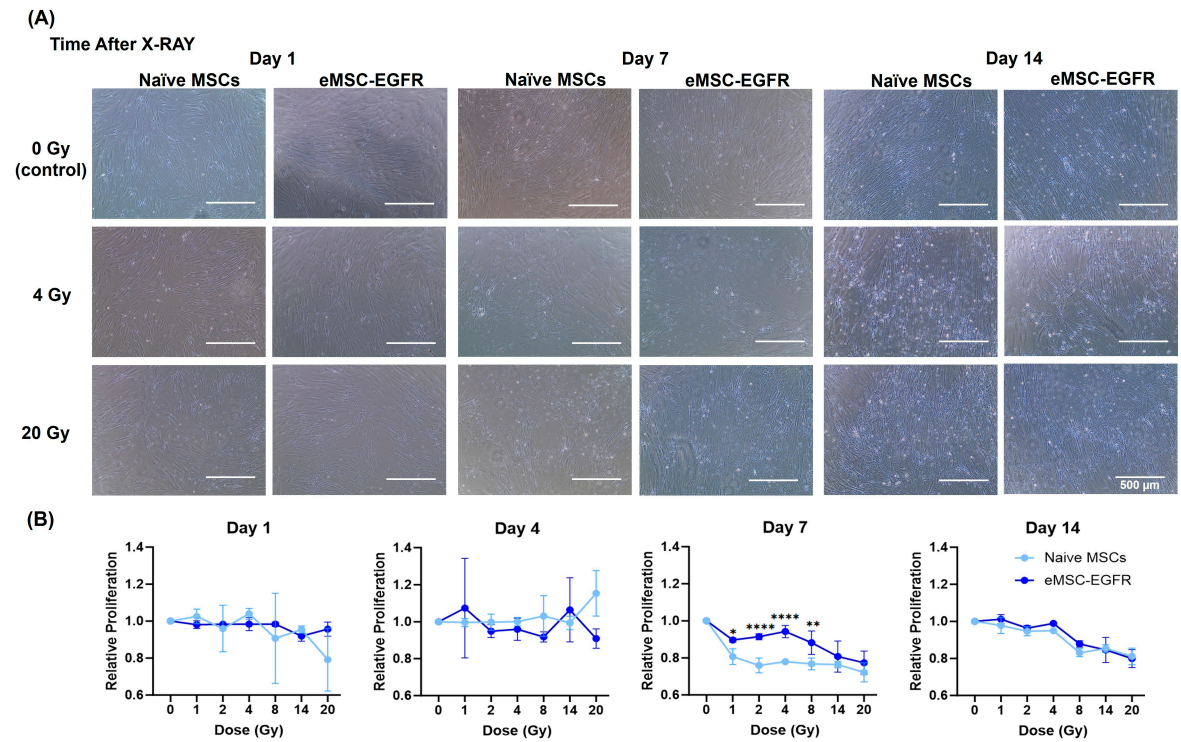 (A)
Time After X-RAY
Day 1
Day 7
Day 14
Naïve MSCs
eMSC-EGFR
Naïve MSCs
eMSC-EGFR
Naïve MSCs
eMSC-EGFR
0 Gy
(control)
4 Gy
20 Gy
500 µm
(B)
Day 1
Relative Proliferation
1.4
1.2
1.0
0.8
0.6
0 1 2 4 8 14 20
Dose (Gy)
Day 4
Relative Proliferation
1.4
1.2
1.0
0.8
0.6
0 1 2 4 8 14 20
Dose (Gy)
Day 7
Relative Proliferation
1.4
1.2
1.0
0.8
0.6
* **** **** **
0 1 2 4 8 14 20
Dose (Gy)
Day 14
Relative Proliferation
1.4
1.2
1.0
0.8
0.6
Naive MSCs
eMSC-EGFR
0 1 2 4 8 14 20
Dose (Gy)